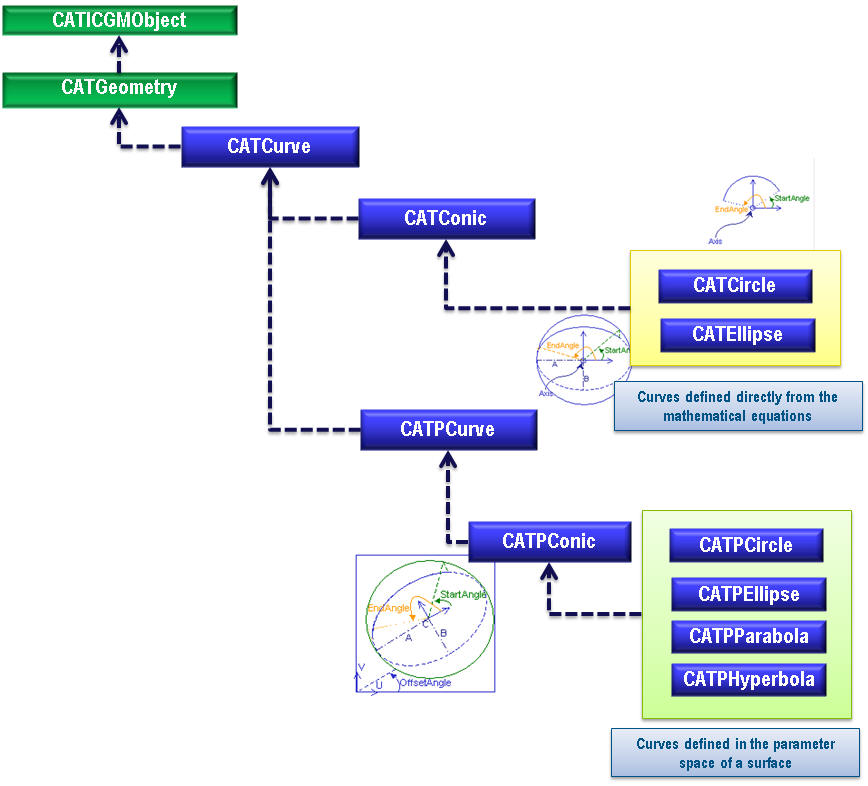 CATICGMObject
CATGeometry
CATCurve
CATConic
EndAngle
StartAngle
Axis
CATCircle
CATEllipse
EndAngle
StartAn
A
B
Axis
Curves defined directly from the
mathematical equations
CATPCurve
CATPConic
StartAngle
EndAngle
C
A
B
V
U
OffsetAngle
CATPCircle
CATPEllipse
CATPParabola
CATPHyperbola
Curves defined in the parameter
space of a surface